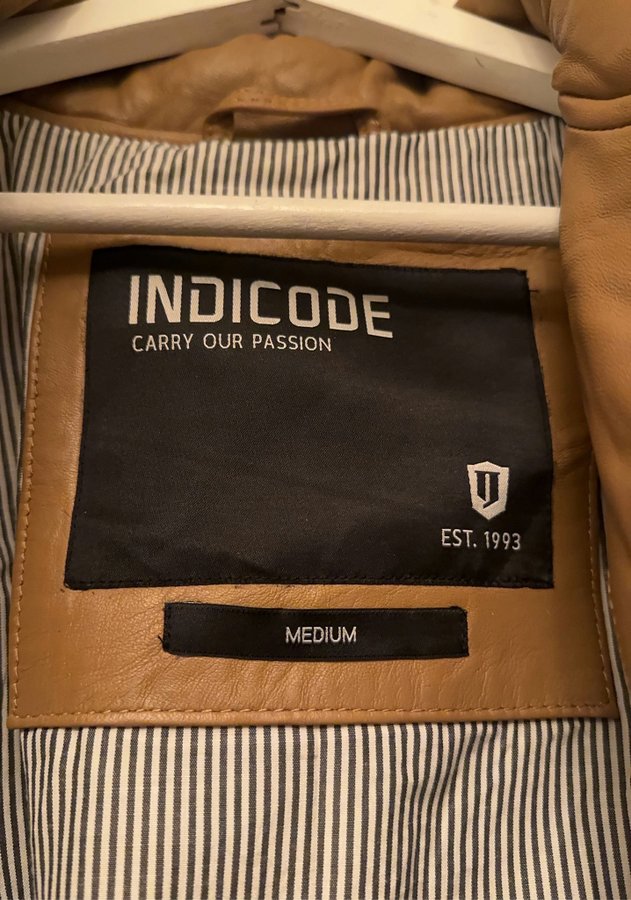 INDICODE
CARRY OUR PASSION
EST. 1993
MEDIUM